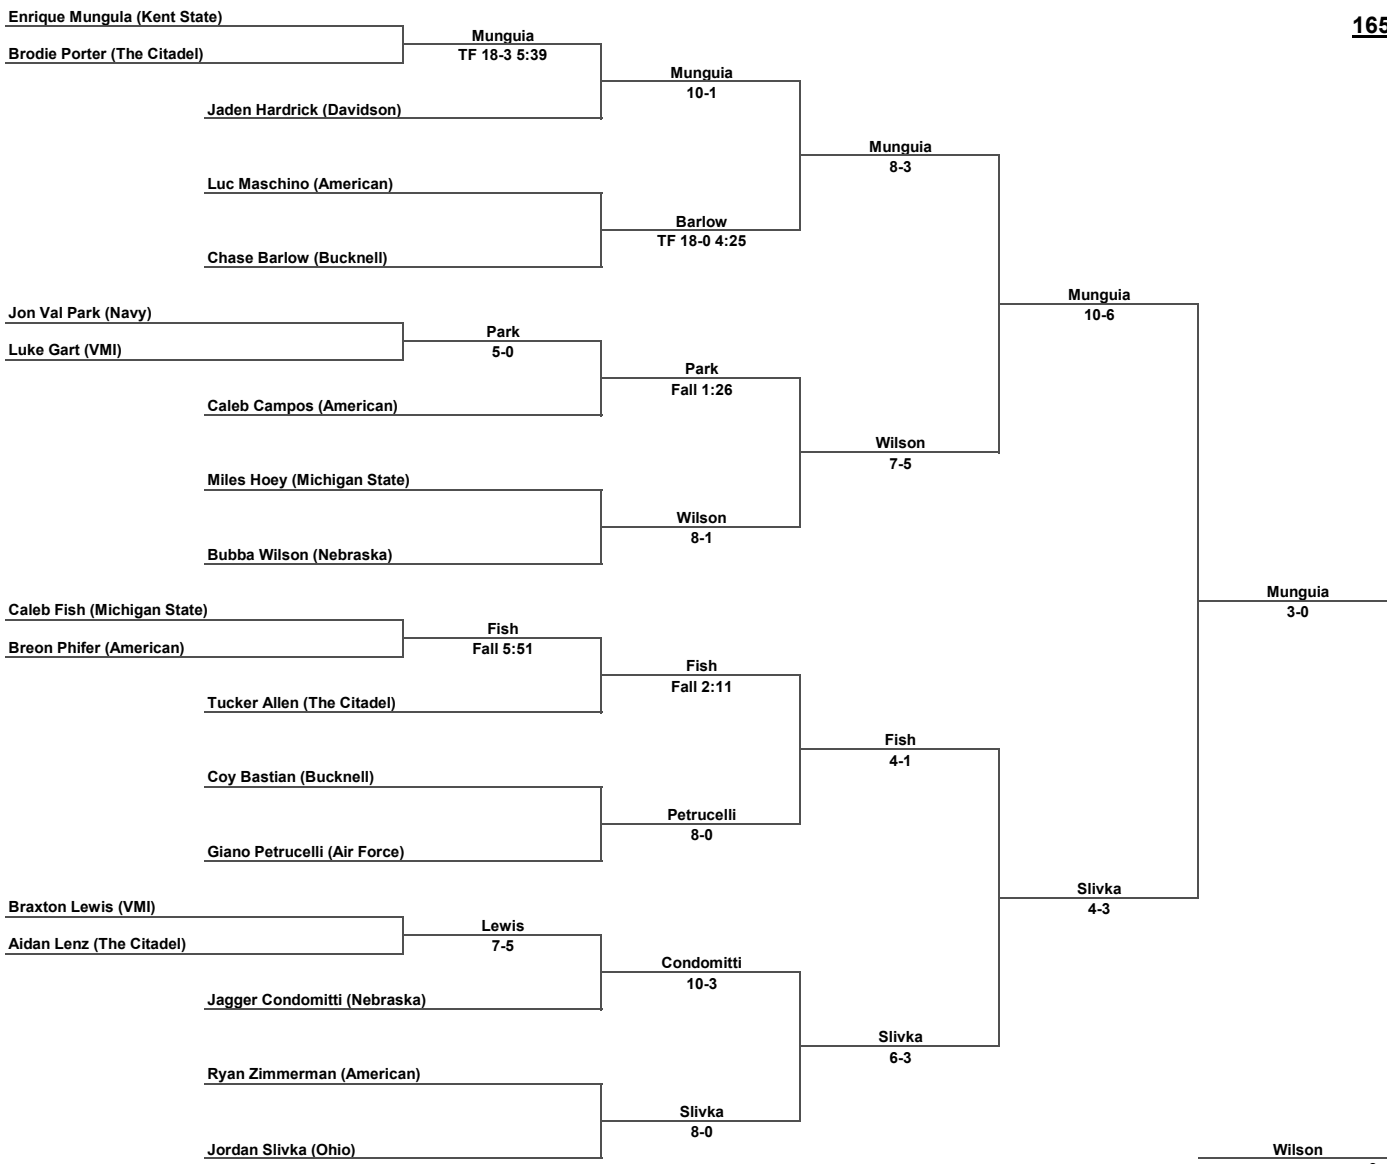 Enrique Mungula (Kent State)
165
Munguia
Brodie Porter (The Citadel)
TF 18-3 5:39
Munguia
10-1
Jaden Hardrick (Davidson)
Munguia
8-3
Luc Maschino (American)
Barlow
TF 18-0 4:25
Chase Barlow (Bucknell)
Munguia
10-6
Jon Val Park (Navy)
Park
Luke Gart (VMI)
5-0
Park
Fall 1:26
Caleb Campos (American)
Wilson
7-5
Miles Hoey (Michigan State)
Wilson
8-1
Bubba Wilson (Nebraska)
Munguia
3-0
Caleb Fish (Michigan State)
Fish
Breon Phifer (American)
Fall 5:51
Fish
Fall 2:11
Tucker Allen (The Citadel)
Fish
4-1
Coy Bastian (Bucknell)
Petrucelli
8-0
Giano Petrucelli (Air Force)
Slivka
4-3
Braxton Lewis (VMI)
Lewis
Aidan Lenz (The Citadel)
7-5
Condomitti
10-3
Jagger Condomitti (Nebraska)
Slivka
6-3
Ryan Zimmerman (American)
Slivka
8-0
Jordan Slivka (Ohio)
Wilson